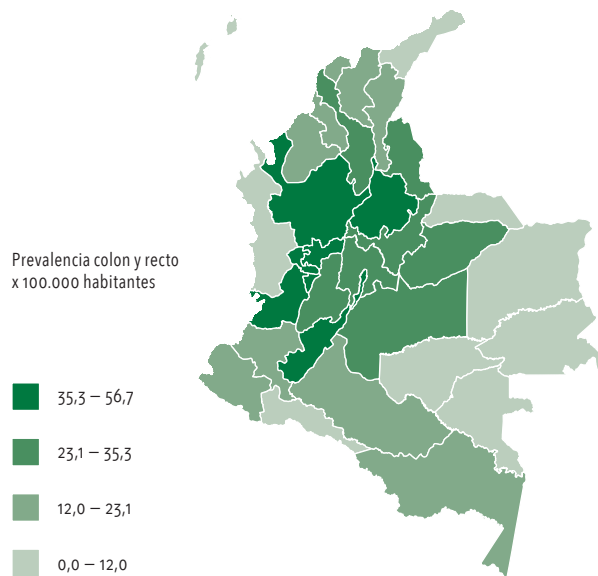 Prevalencia colon y recto
x 100.000 habitantes
35,3 – 56,7
23,1 – 35,3
12,0 – 23,1
0,0 – 12,0